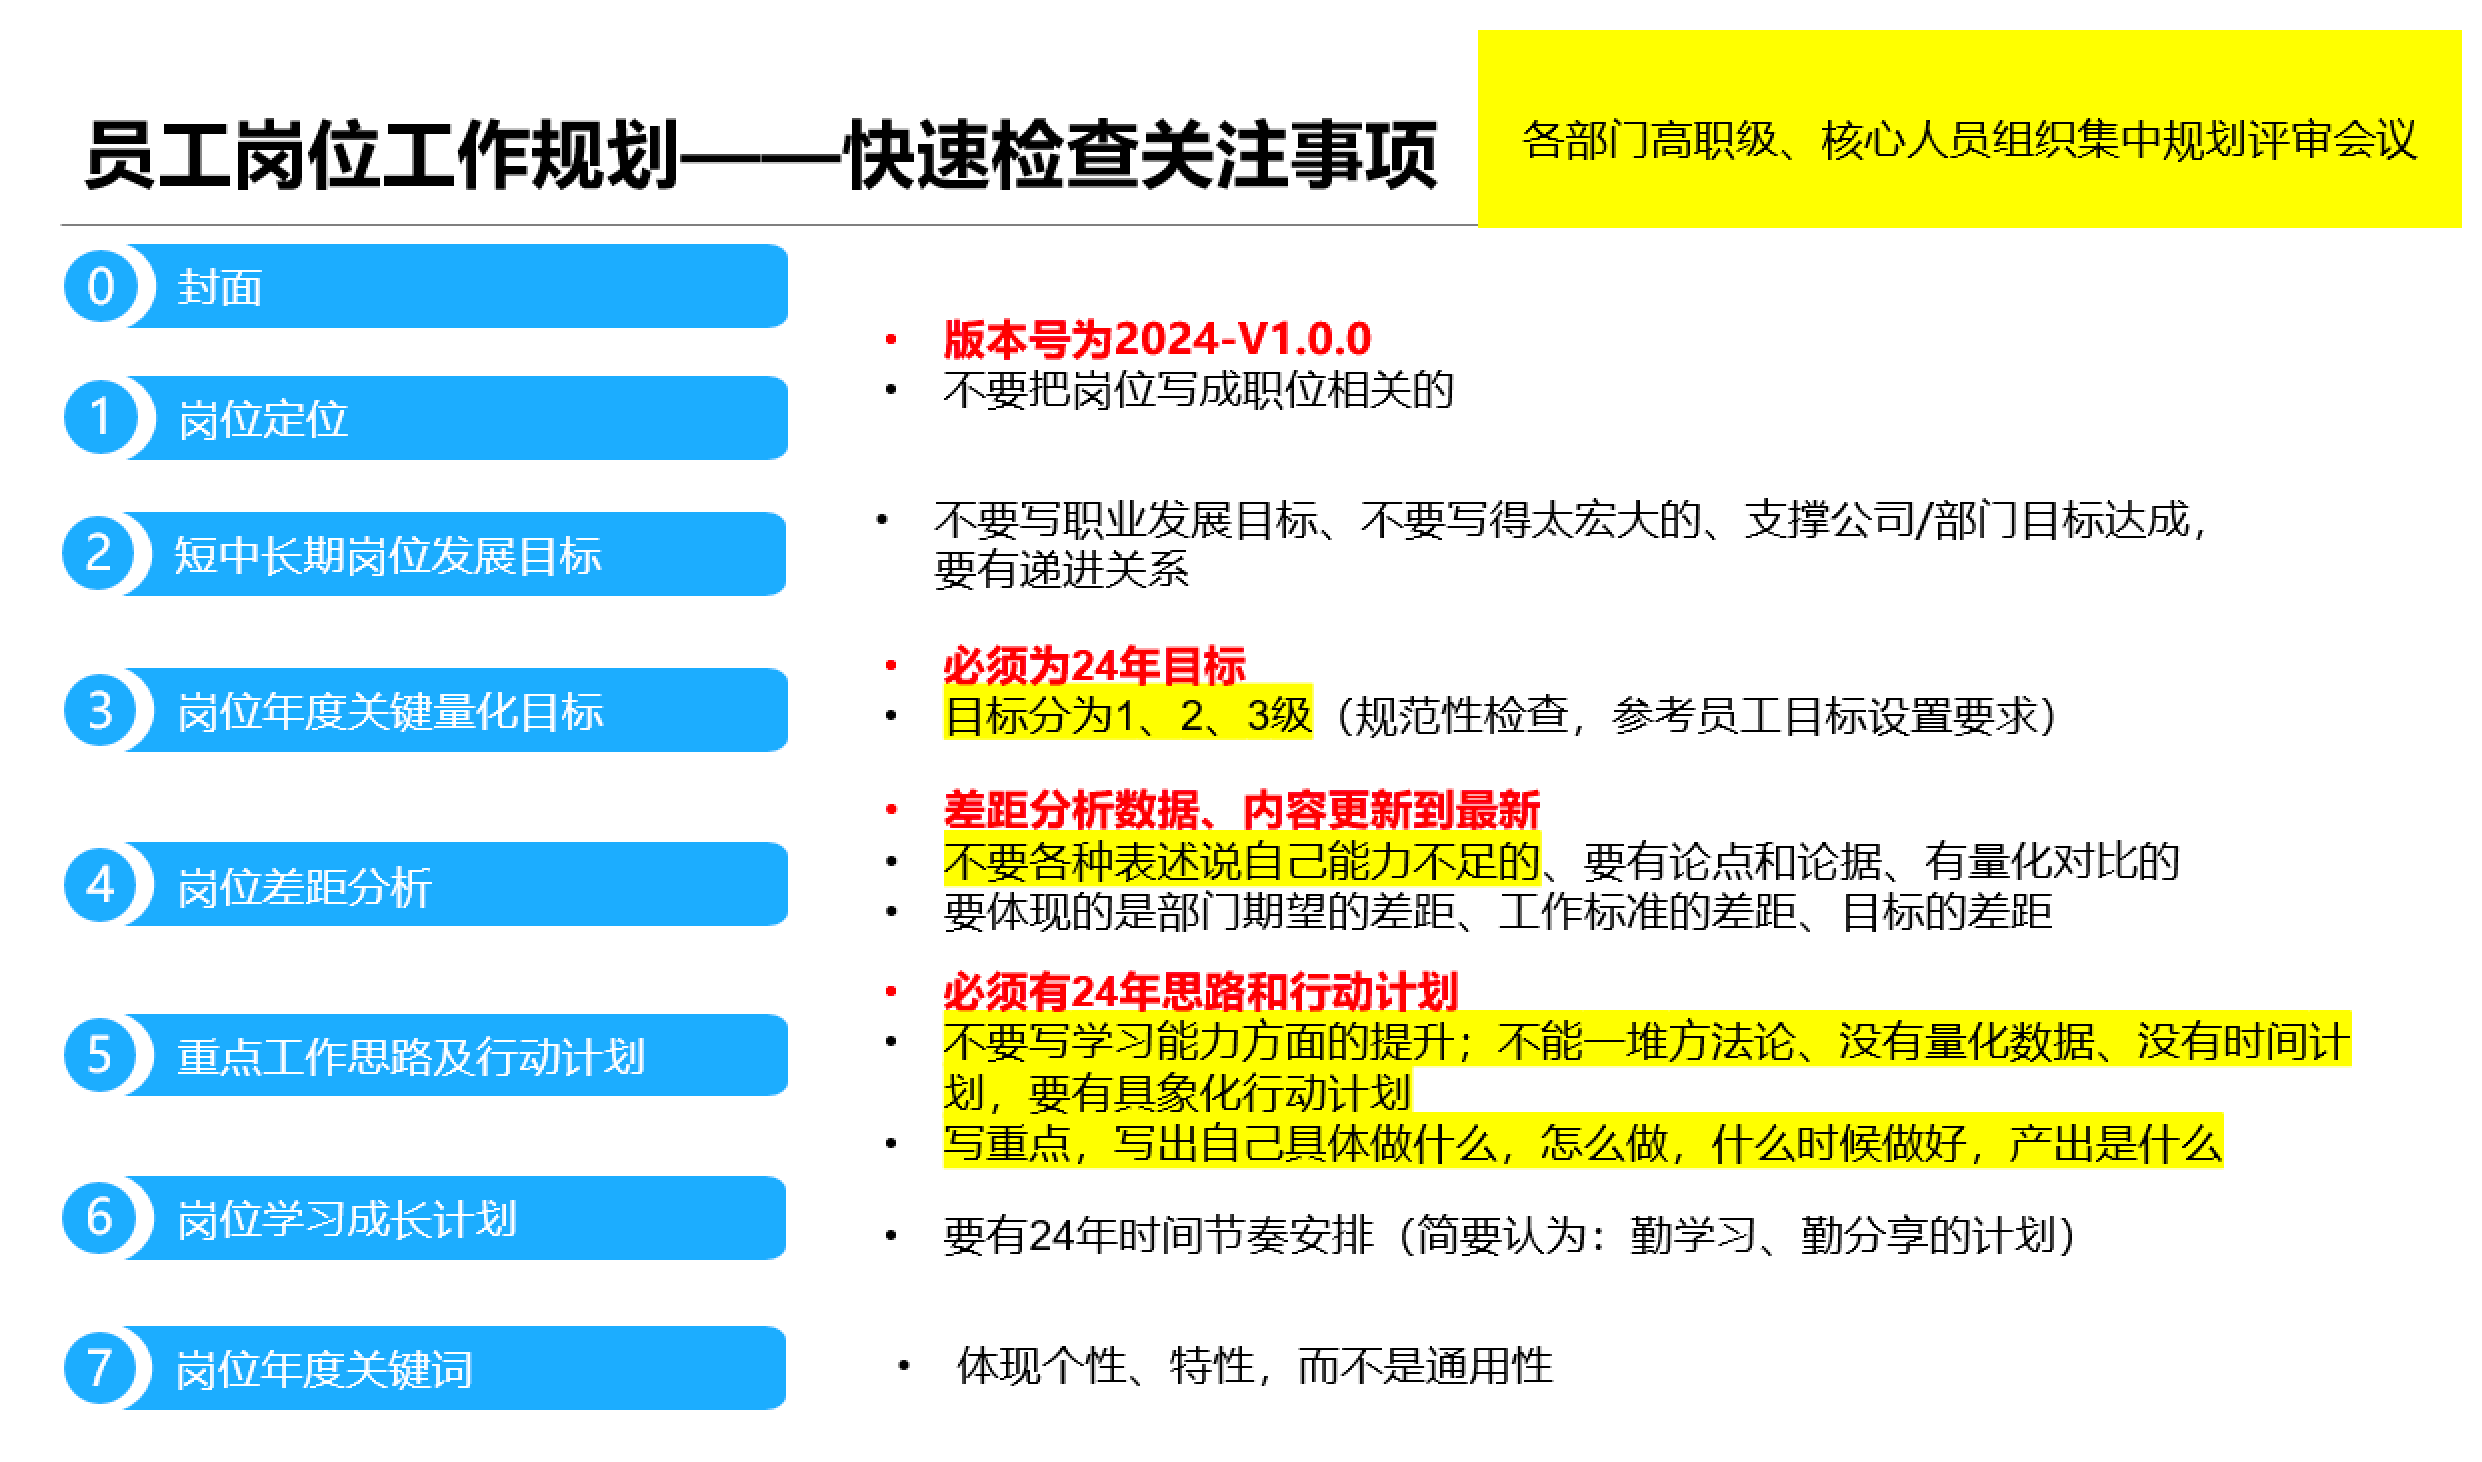 员工岗位工作规划——快速检查关注事项
各部门高职级、核心人员组织集中规划评审会议
0 封面
• 版本号为2024-V1.0.0
• 不要把岗位写成职位相关的
1 岗位定位
2 短中长期岗位发展目标
• 不要写职业发展目标、不要写得太宏大的、支撑公司/部门目标达成，
要有递进关系
3 岗位年度关键量化目标
• 必须为24年目标
• 目标分为1、2、3级（规范性检查，参考员工目标设置要求）
4 岗位差距分析
• 差距分析数据、内容更新到最新
• 不要各种表述说自己能力不足的、要有论点和论据、有量化对比的
• 要体现的是部门期望的差距、工作标准的差距、目标的差距
5 重点工作思路及行动计划
• 必须有24年思路和行动计划
• 不要写学习能力方面的提升；不能一堆方法论、没有量化数据、没有时间计
划，要有具象化行动计划
• 写重点，写出自己具体做什么，怎么做，什么时候做好，产出是什么
6 岗位学习成长计划
• 要有24年时间节奏安排（简要认为：勤学习、勤分享的计划）
7 岗位年度关键词
• 体现个性、特性，而不是通用性